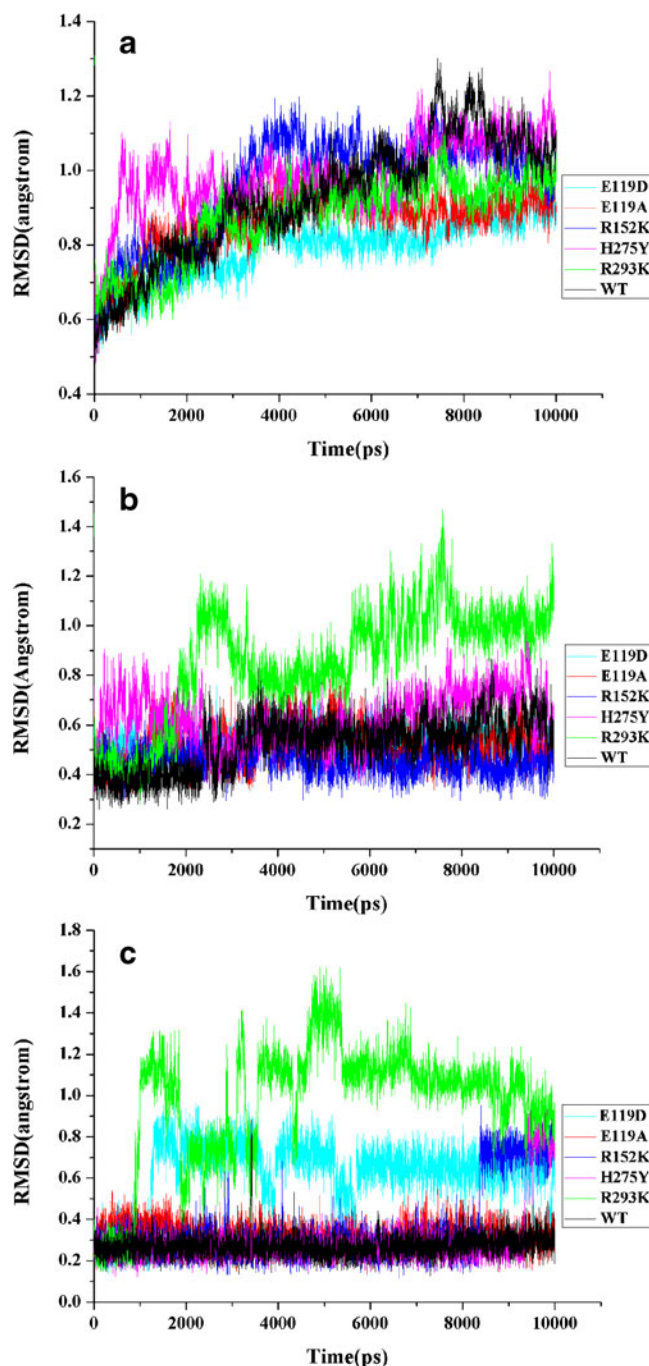 a
1.4
1.2
1.0
0.8
0.6
0.4
RMSD(angstrom)
0 2000 4000 6000 8000 10000
Time(ps)
E119D
E119A
R152K
H275Y
R293K
WT
b
1.6
1.4
1.2
1.0
0.8
0.6
0.4
0.2
RMSD(Angstrom)
0 2000 4000 6000 8000 10000
Time(ps)
E119D
E119A
R152K
H275Y
R293K
WT
c
1.8
1.6
1.4
1.2
1.0
0.8
0.6
0.4
0.2
0.0
RMSD(angstrom)
0 2000 4000 6000 8000 10000
Time(ps)
E119D
E119A
R152K
H275Y
R293K
WT